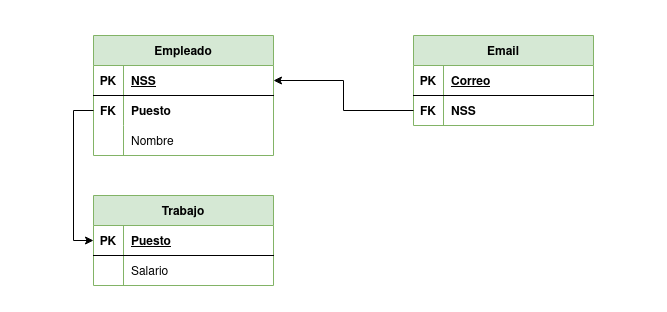 Empleado
PK NSS
FK Puesto
Nombre
Email
PK Correo
FK NSS
Trabajo
PK Puesto
Salario